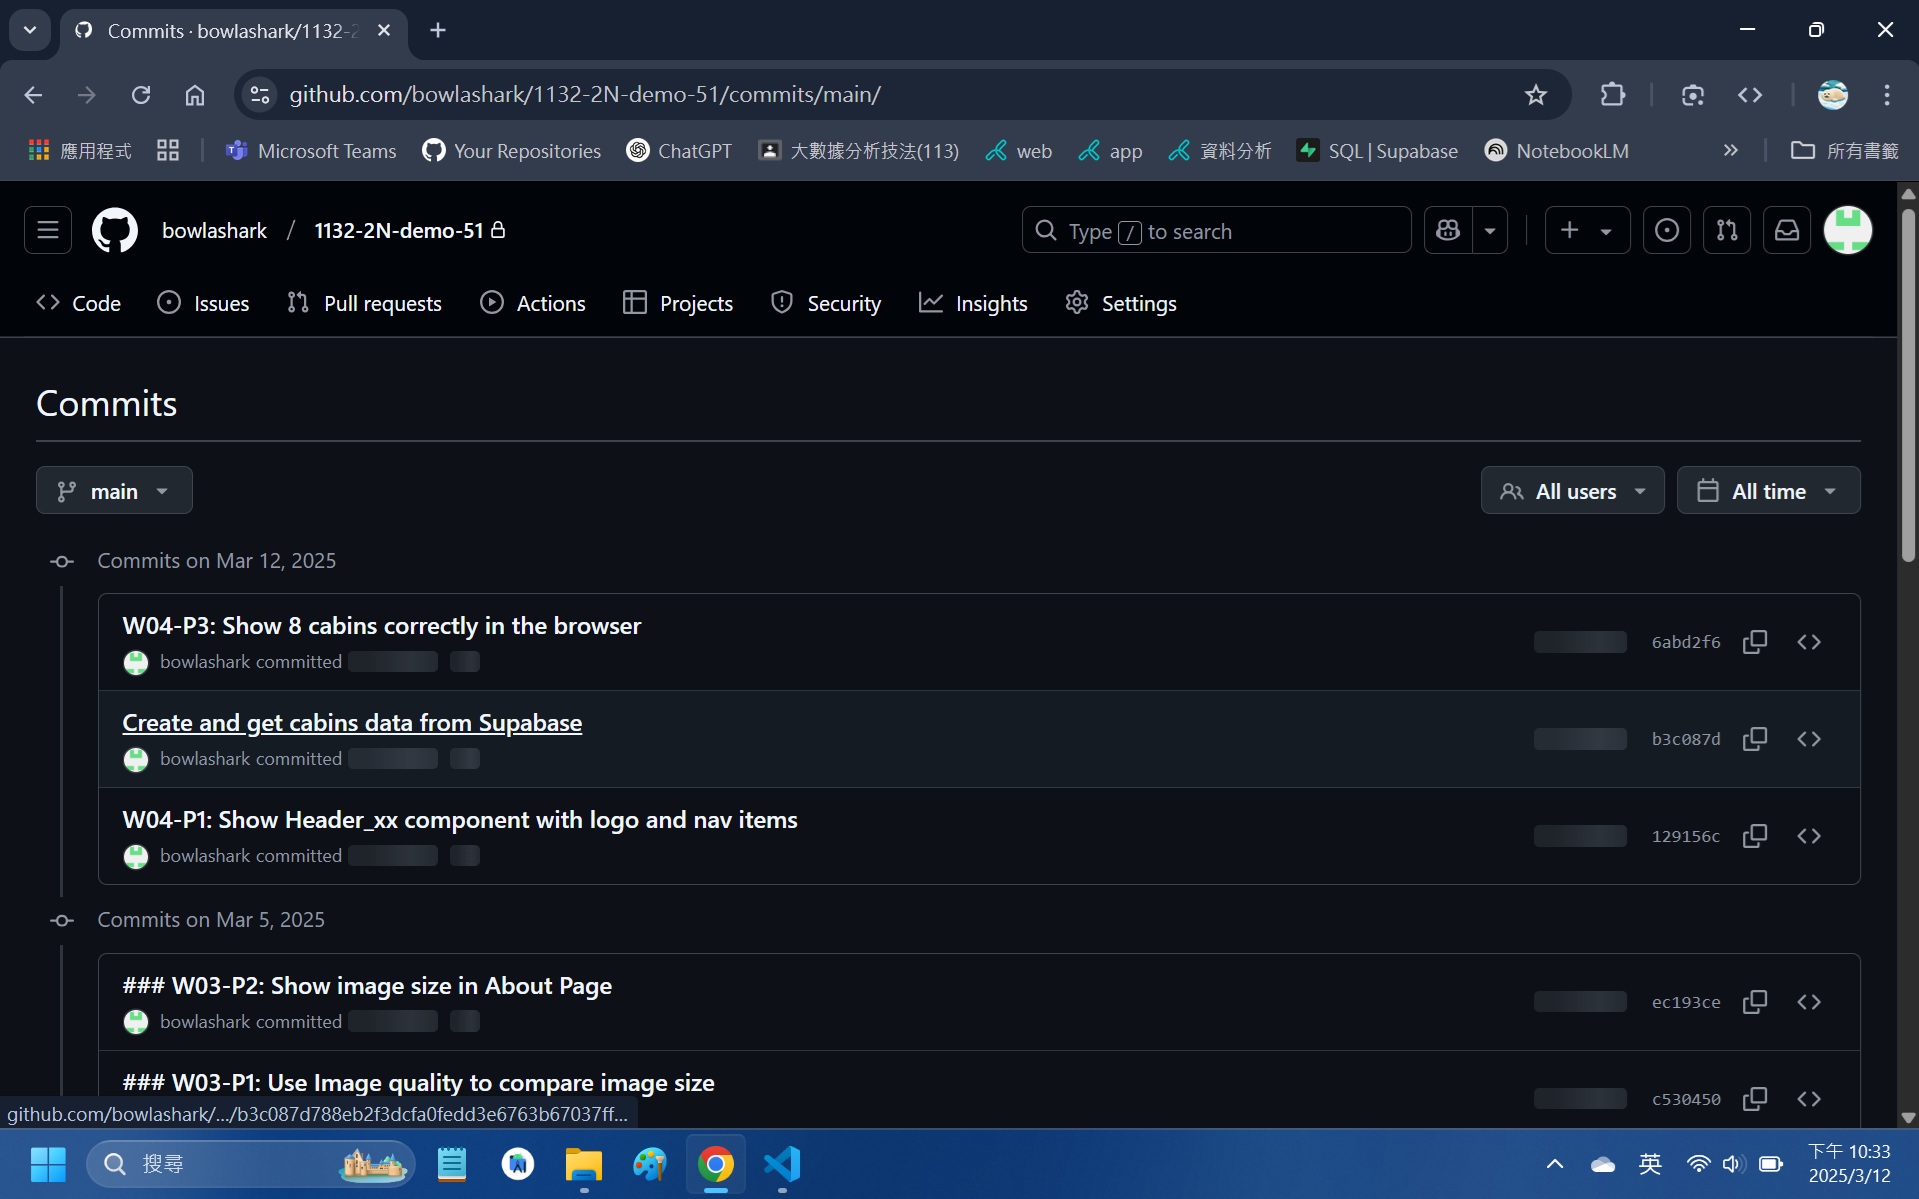 Commits · bowlashark/1132-2
github.com/bowlashark/1132-2N-demo-51/commits/main/
應用程式
Microsoft Teams
Your Repositories
ChatGPT
大數據分析技法(113)
web
app
資料分析
SQL | Supabase
NotebookLM
所有書籤
bowlashark / 1132-2N-demo-51
Type / to search
Code
Issues
Pull requests
Actions
Projects
Security
Insights
Settings
Commits
main
All users
All time
Commits on Mar 12, 2025
W04-P3: Show 8 cabins correctly in the browser
bowlashark committed
6abd2f6
Create and get cabins data from Supabase
bowlashark committed
b3c087d
W04-P1: Show Header_xx component with logo and nav items
bowlashark committed
129156c
Commits on Mar 5, 2025
### W03-P2: Show image size in About Page
bowlashark committed
ec193ce
### W03-P1: Use Image quality to compare image size
c530450
github.com/bowlashark/.../b3c087d788eb2f3dcfa0fedd3e6763b67037ff...
搜尋
英
下午 10:33
2025/3/12